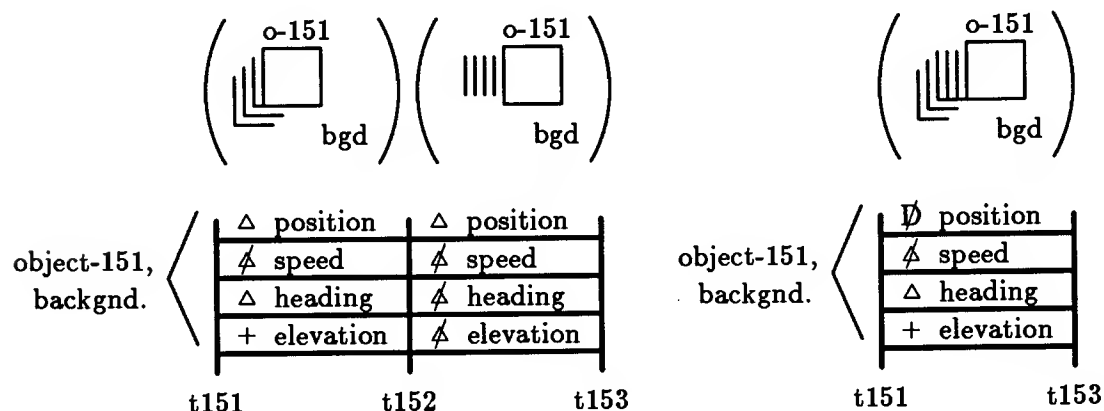 o-151 o-151 o-151
bgd bgd bgd
△ position △ position D̸ position
△̸ speed △̸ speed △̸ speed
object-151, object-151,
backgnd. backgnd.
△ heading △̸ heading △ heading
+ elevation △̸ elevation + elevation
t151 t152 t153 t151 t153